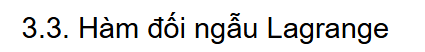 3.3. Hàm đối ngẫu Lagrange